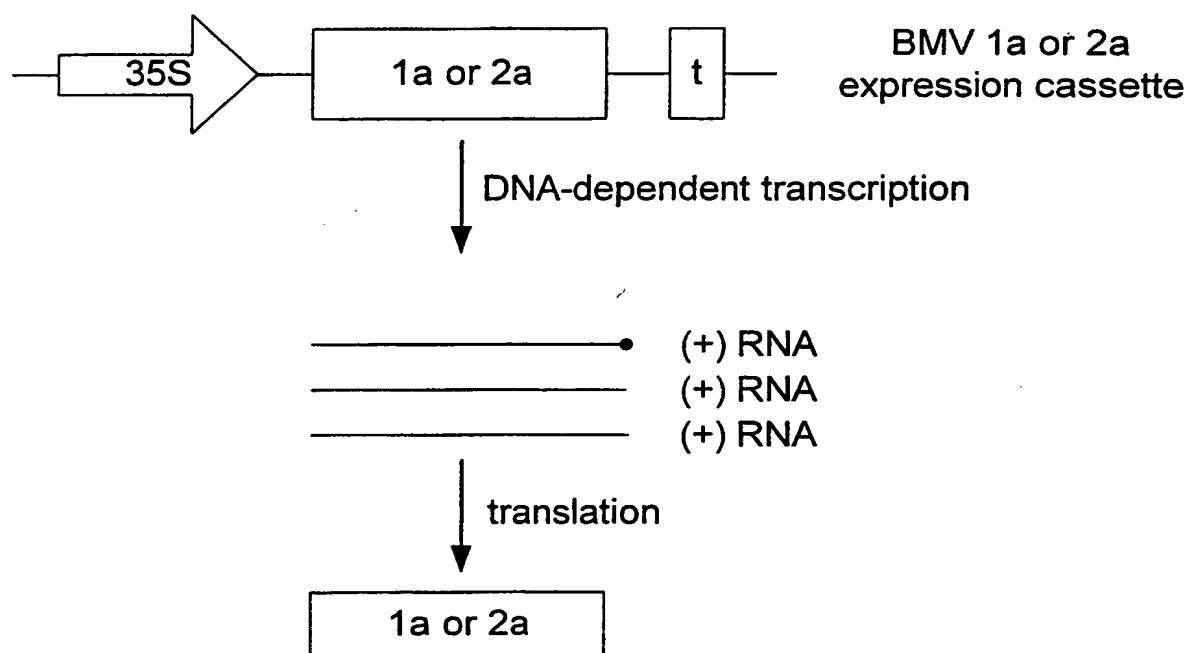 35S
1a or 2a
t
BMV 1a or 2a
expression cassette
DNA-dependent transcription
(+) RNA
(+) RNA
(+) RNA
translation
1a or 2a